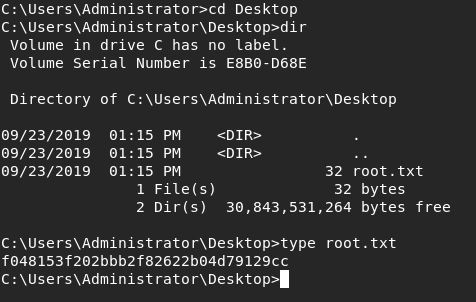 C:\Users\Administrator>cd Desktop
C:\Users\Administrator\Desktop>dir
 Volume in drive C has no label.
 Volume Serial Number is E8B0-D68E

 Directory of C:\Users\Administrator\Desktop

09/23/2019  01:15 PM    <DIR>          .
09/23/2019  01:15 PM    <DIR>          ..
09/23/2019  01:15 PM                32 root.txt
               1 File(s)             32 bytes
               2 Dir(s)  30,843,531,264 bytes free

C:\Users\Administrator\Desktop>type root.txt
f048153f202bbb2f82622b04d79129cc
C:\Users\Administrator\Desktop>